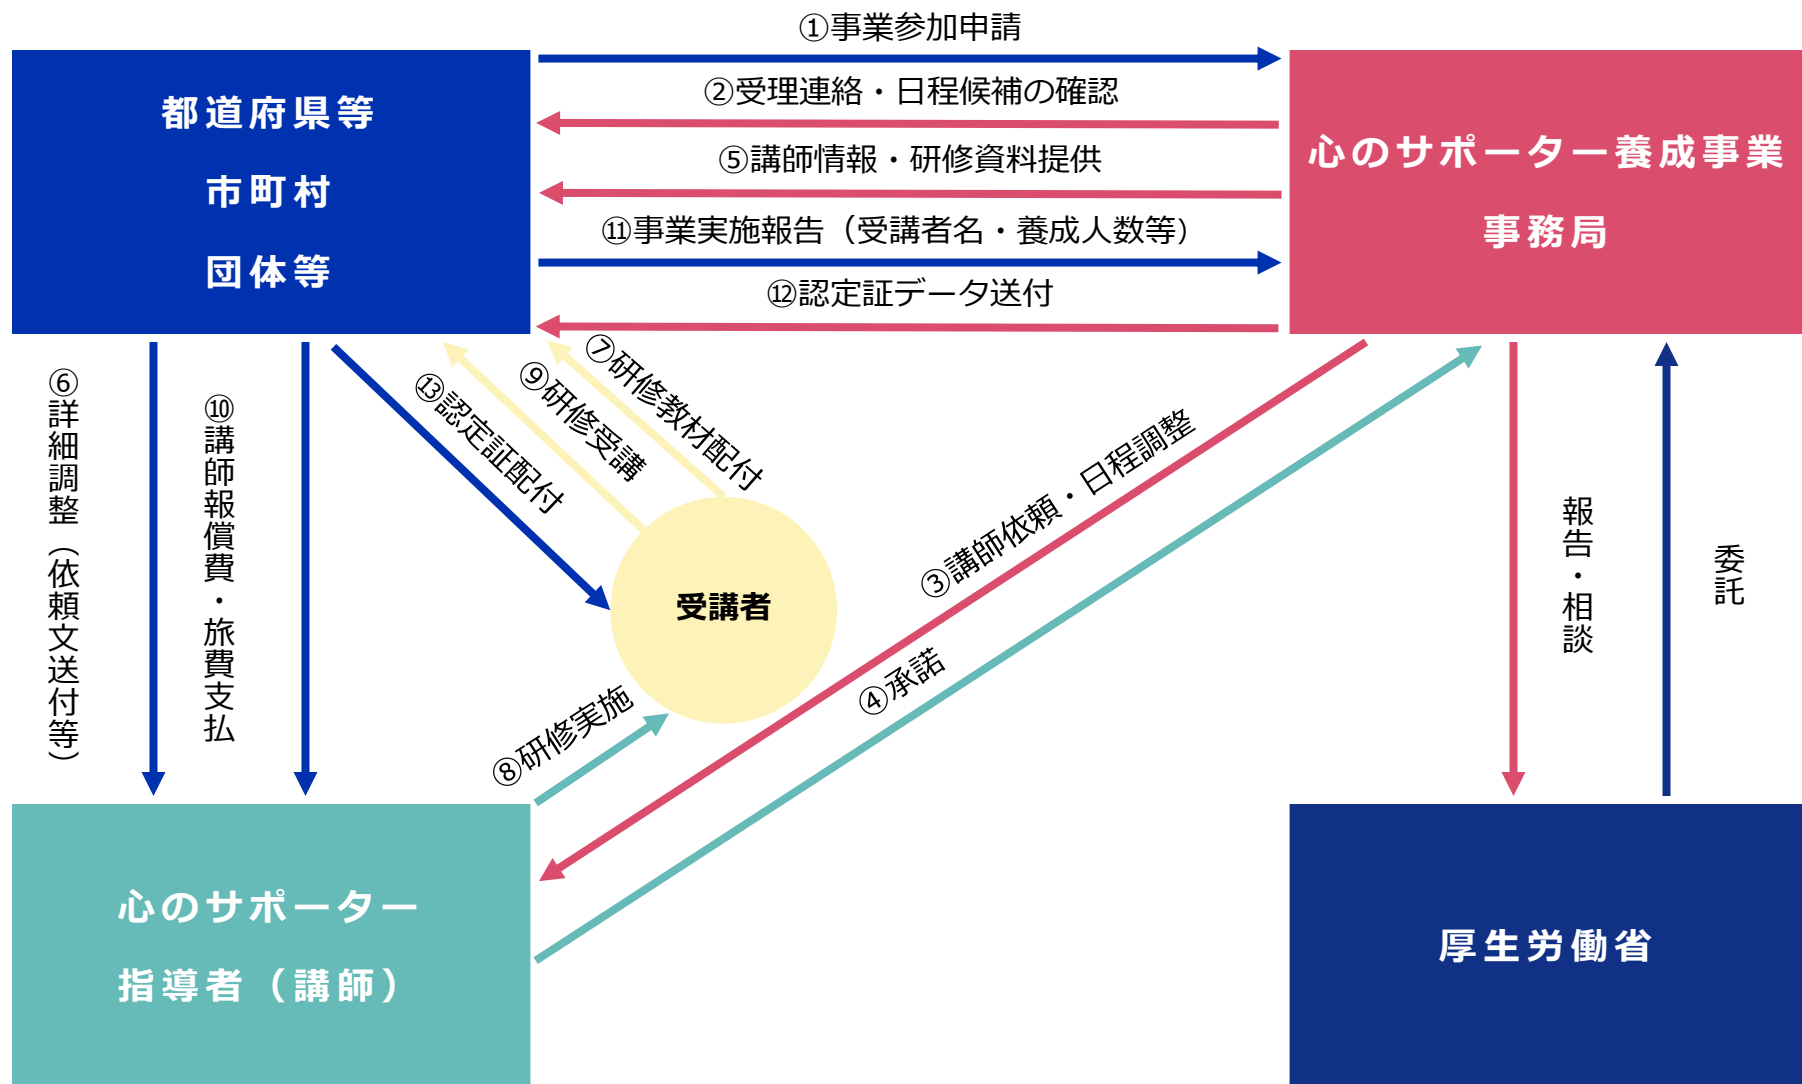 ①事業参加申請
②受理連絡・日程候補の確認
⑤講師情報・研修資料提供
⑪事業実施報告（受講者名・養成人数等）
⑫認定証データ送付
都道府県等
市町村
団体等
心のサポーター養成事業
事務局
⑥詳細調整（依頼文送付等）
⑩講師報償費・旅費支払
⑬認定証配付
⑨研修受講
⑦研修教材配付
受講者
⑧研修実施
③講師依頼・日程調整
④承諾
報告・相談
委託
心のサポーター
指導者（講師）
厚生労働省